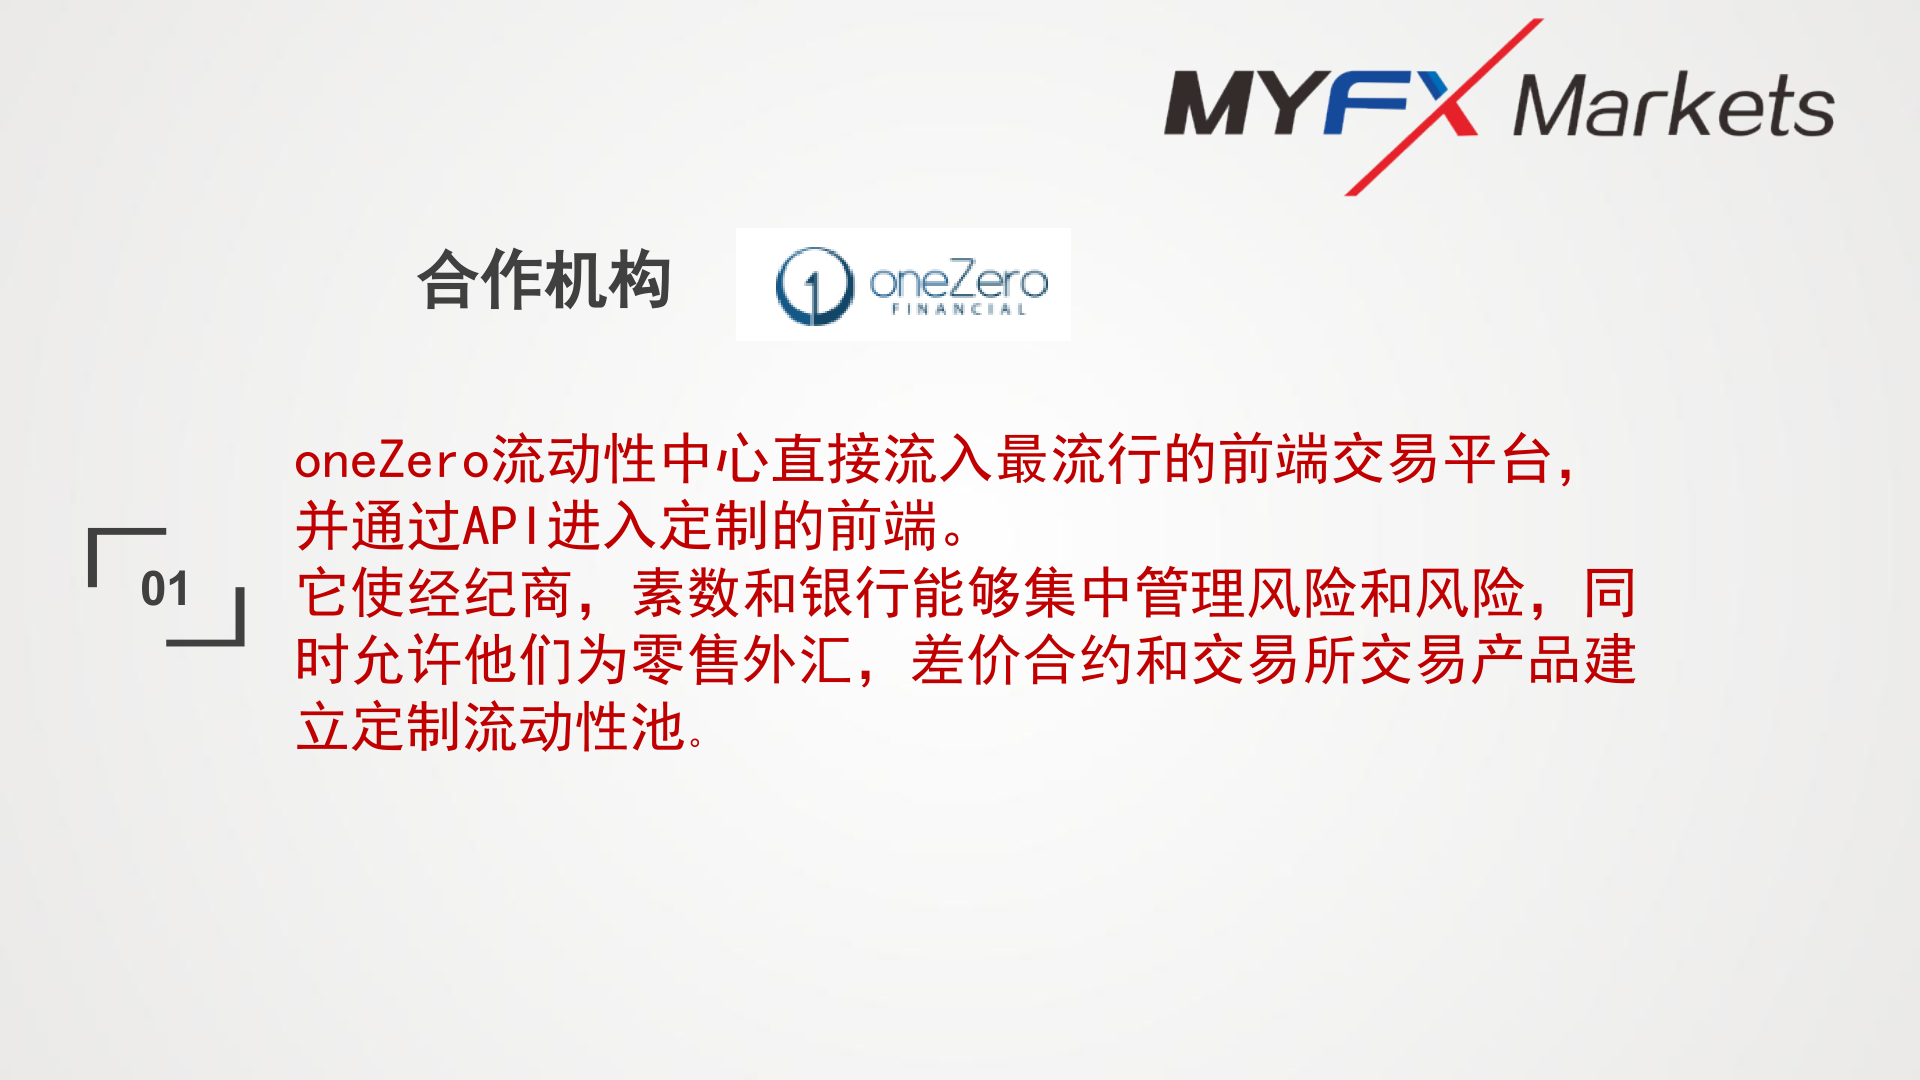 MYFX Markets
合作机构
1 oneZero
FINANCIAL
oneZero流动性中心直接流入最流行的前端交易平台，
并通过API进入定制的前端。
01
它使经纪商，素数和银行能够集中管理风险和风险，同
时允许他们为零售外汇，差价合约和交易所交易产品建
立定制流动性池。